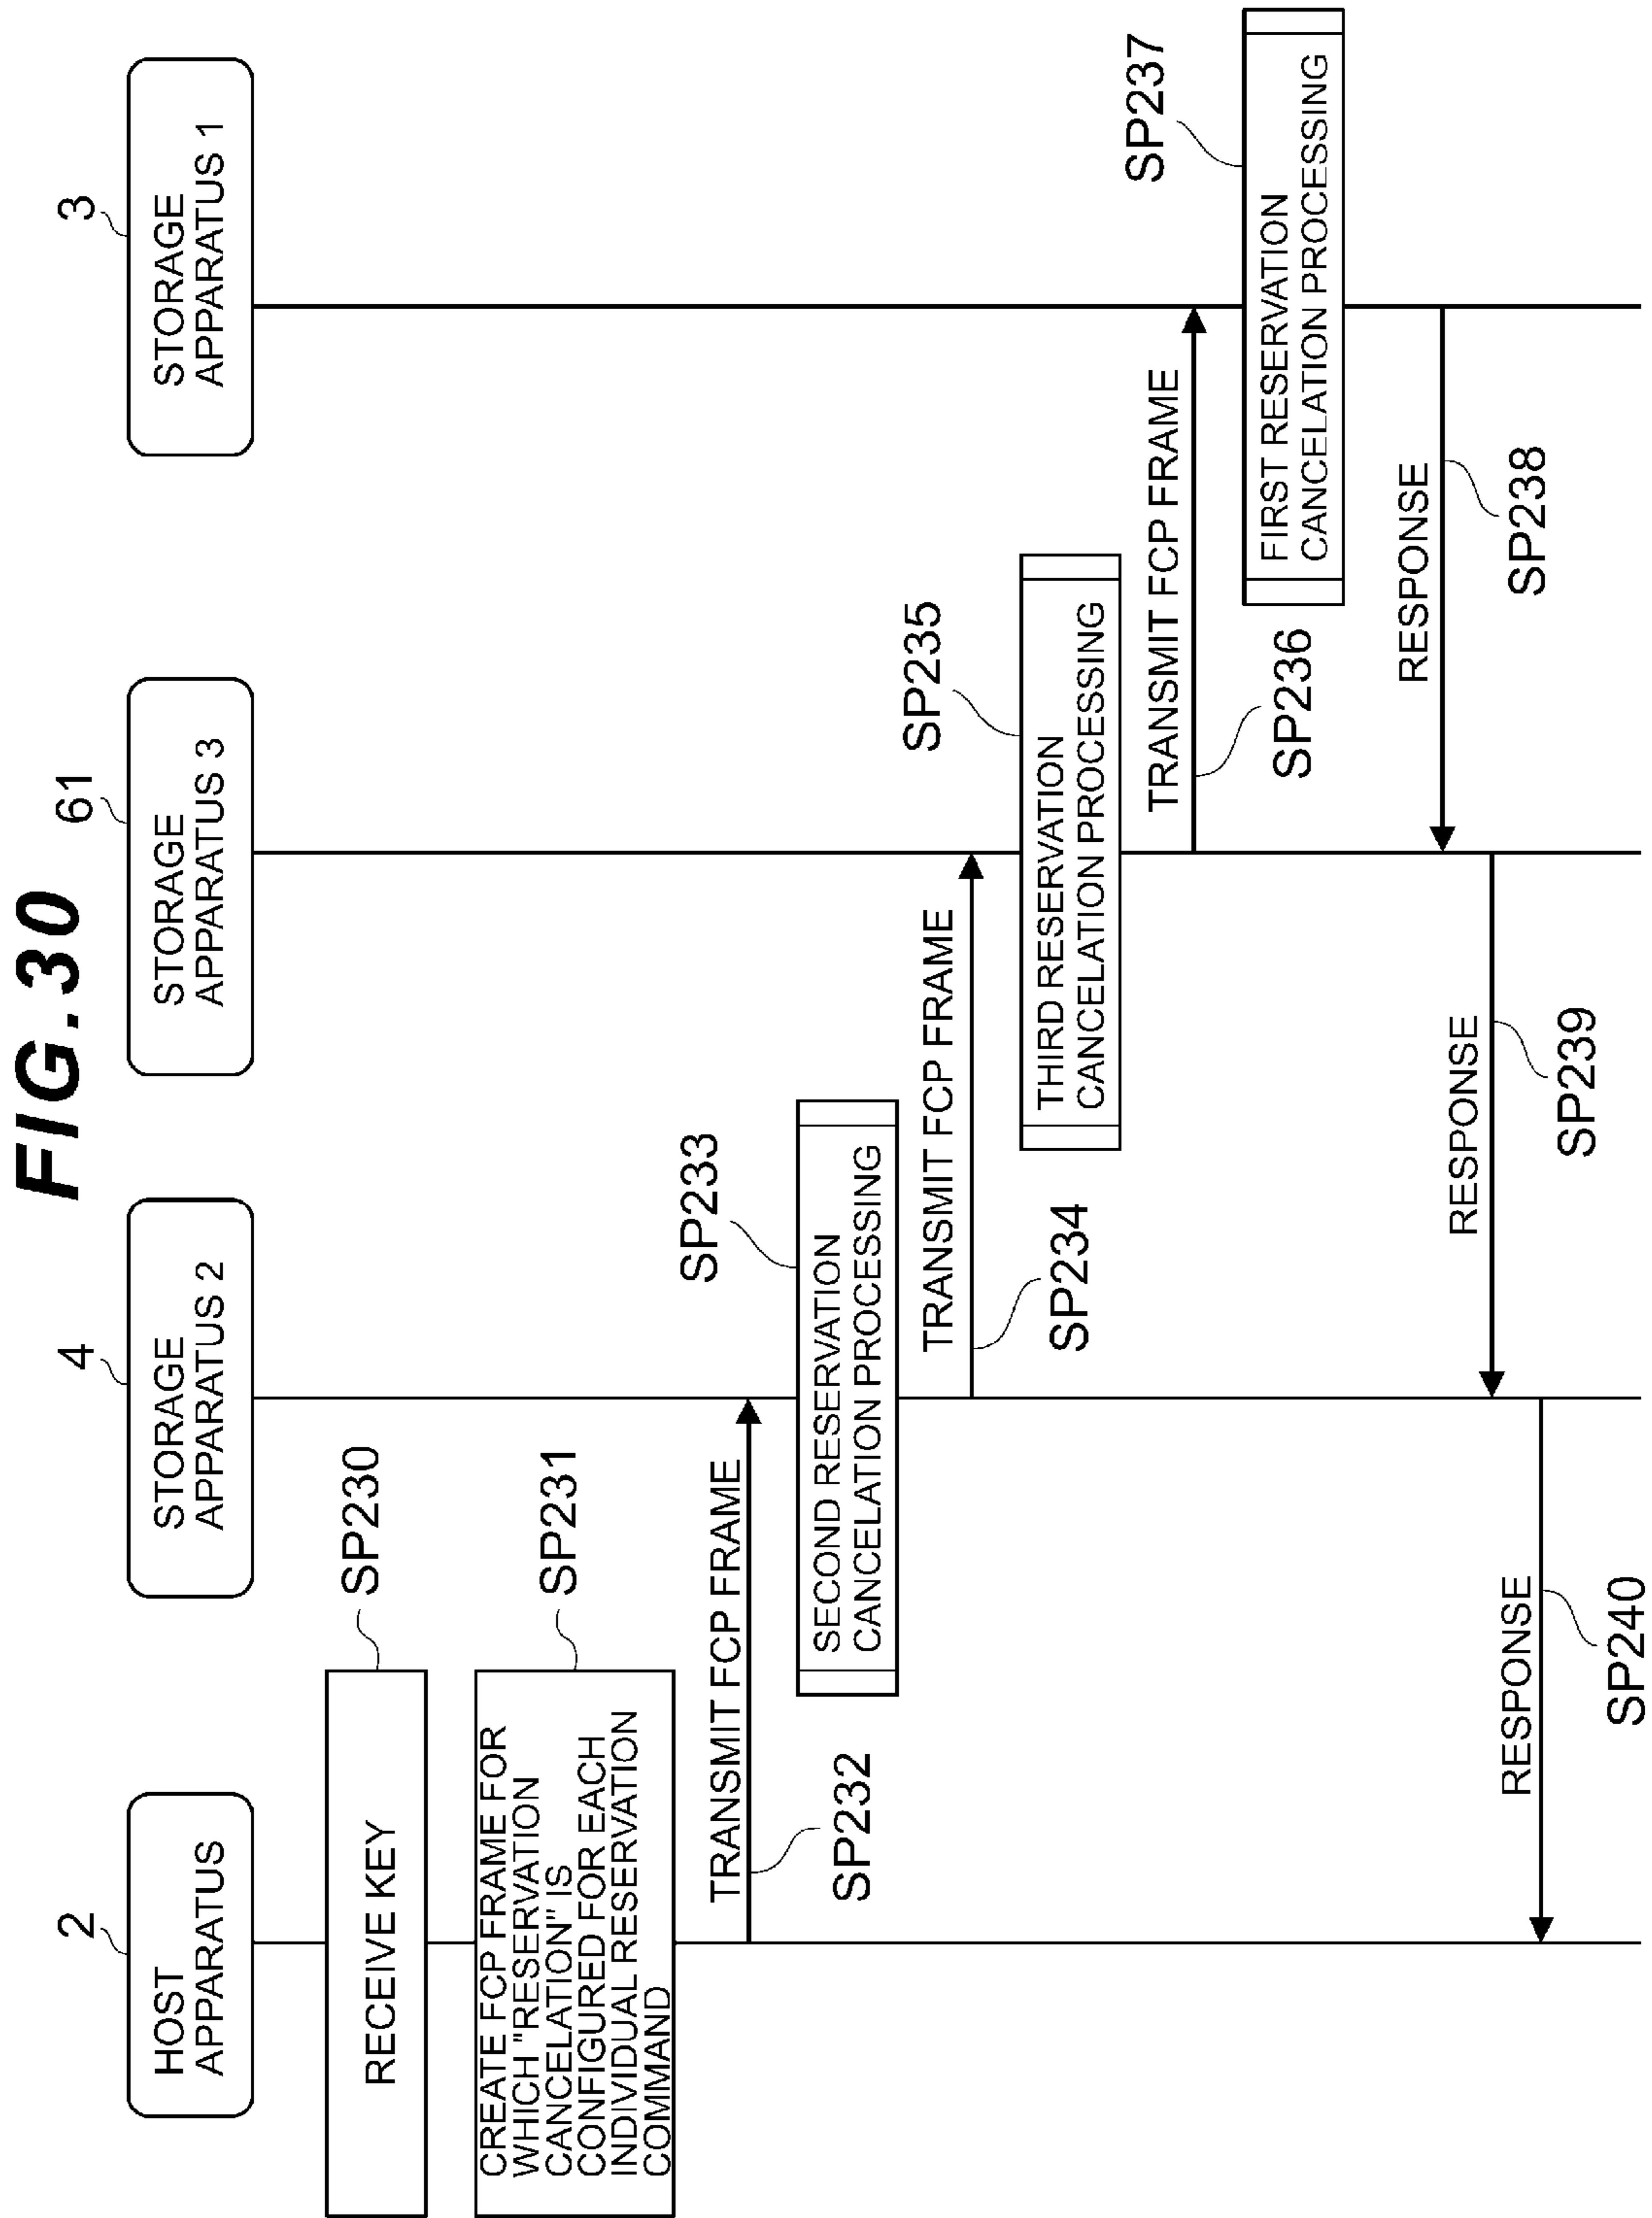 FIG.30
2
HOST
APPARATUS
4
STORAGE
APPARATUS 2
61
STORAGE
APPARATUS 3
3
STORAGE
APPARATUS 1
RECEIVE KEY
SP230
CREATE FCP FRAME FOR
WHICH "RESERVATION
CANCELATION" IS
CONFIGURED FOR EACH
INDIVIDUAL RESERVATION
COMMAND
SP231
TRANSMIT FCP FRAME
SP232
SP233
SECOND RESERVATION
CANCELATION PROCESSING
TRANSMIT FCP FRAME
SP234
SP235
THIRD RESERVATION
CANCELATION PROCESSING
TRANSMIT FCP FRAME
SP236
SP237
FIRST RESERVATION
CANCELATION PROCESSING
RESPONSE
SP238
RESPONSE
SP239
RESPONSE
SP240